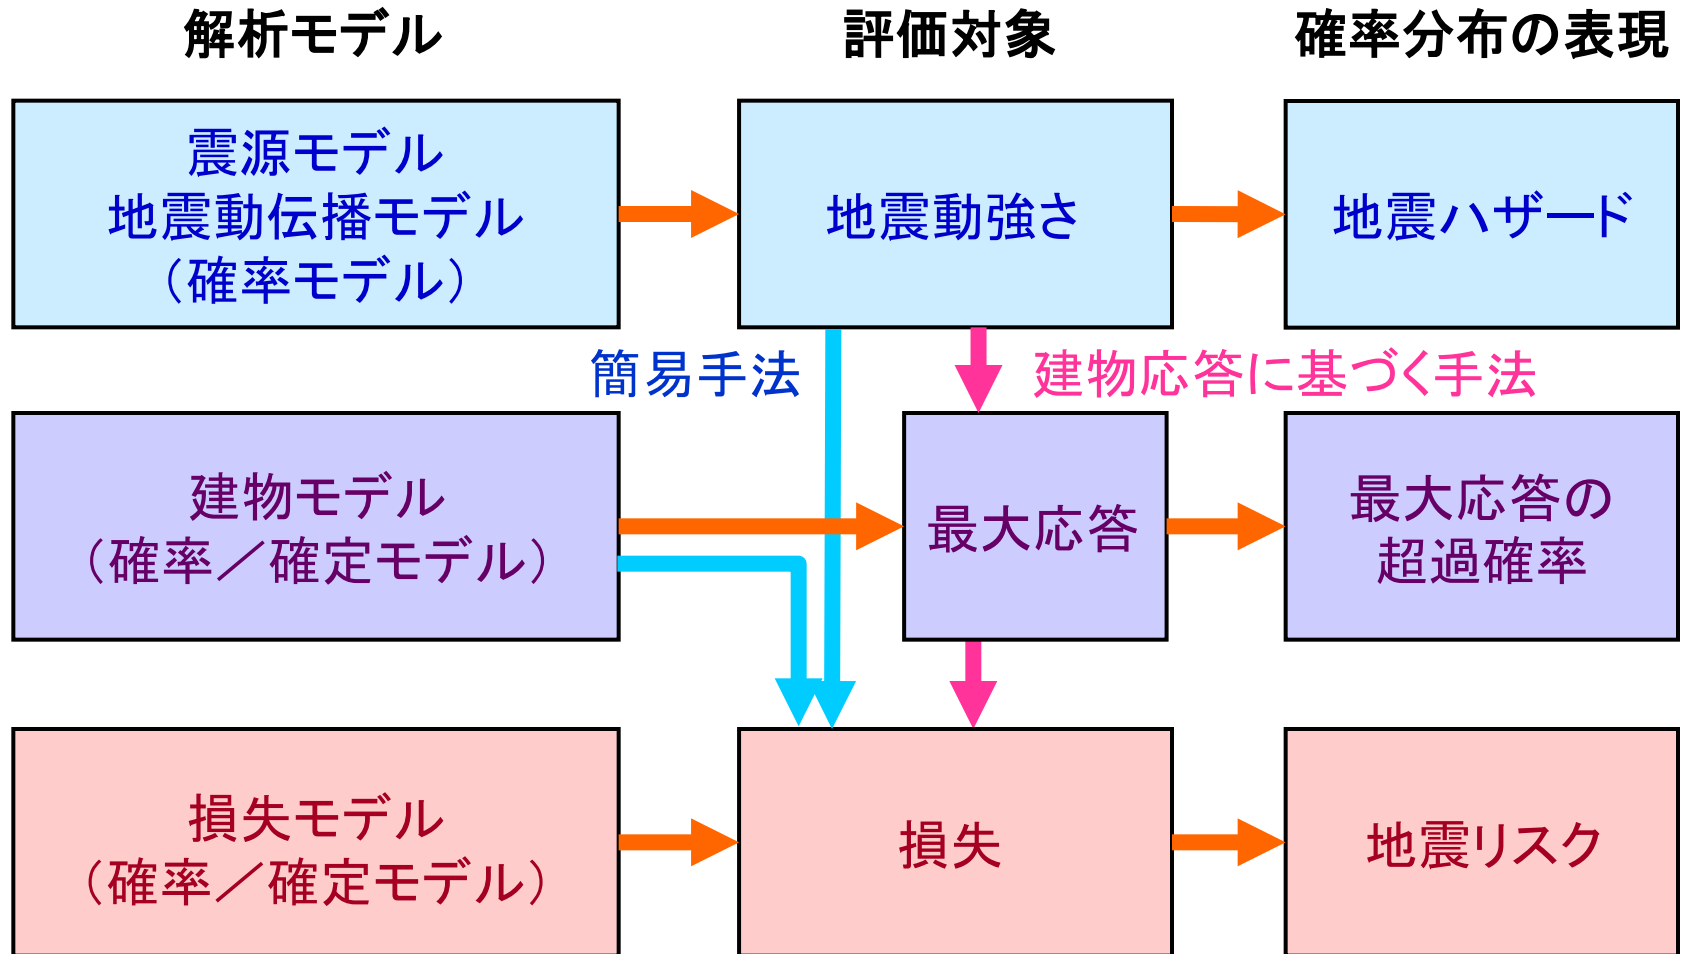 解析モデル
評価対象
確率分布の表現
震源モデル
地震動伝播モデル
（確率モデル）
地震動強さ
地震ハザード
簡易手法
建物応答に基づく手法
建物モデル
（確率／確定モデル）
最大応答
最大応答の
超過確率
損失モデル
（確率／確定モデル）
損失
地震リスク